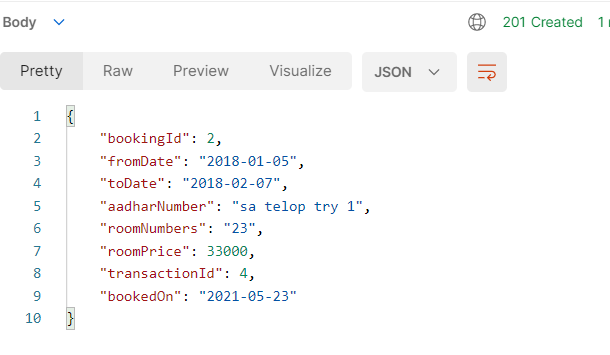 Body 201 Created 1
Pretty Raw Preview Visualize JSON
1 {
2 "bookingId": 2,
3 "fromDate": "2018-01-05",
4 "toDate": "2018-02-07",
5 "aadharNumber": "sa telop try 1",
6 "roomNumbers": "23",
7 "roomPrice": 33000,
8 "transactionId": 4,
9 "bookedOn": "2021-05-23"
10 }